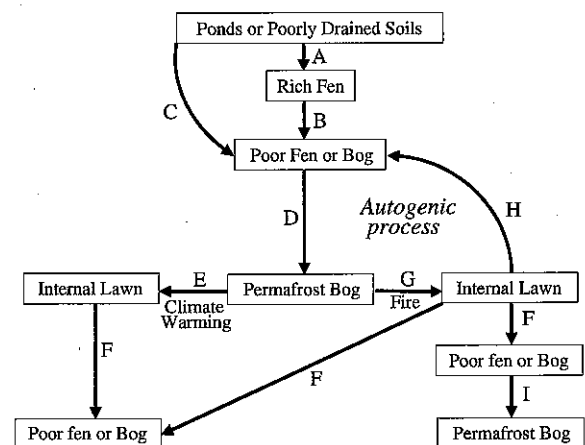 Ponds or Poorly Drained Soils
A
Rich Fen
C
B
Poor Fen or Bog
Autogenic
process
H
D
Internal Lawn
E
Climate
Warming
Permafrost Bog
G
Fire
Internal Lawn
F
F
F
Poor fen or Bog
I
Poor fen or Bog
Permafrost Bog